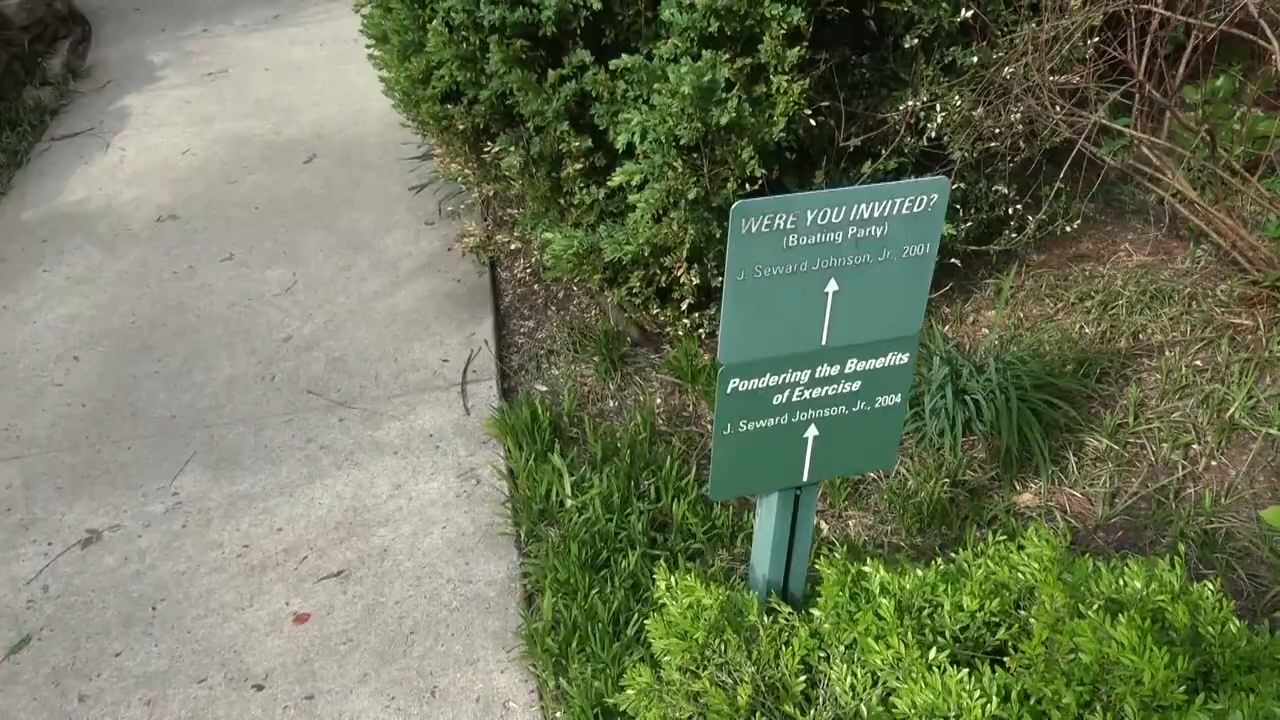 WERE YOU INVITED?
(Boating Party)
J. Seward Johnson, Jr., 2001
Pondering the Benefits
of Exercise
J. Seward Johnson, Jr., 2004